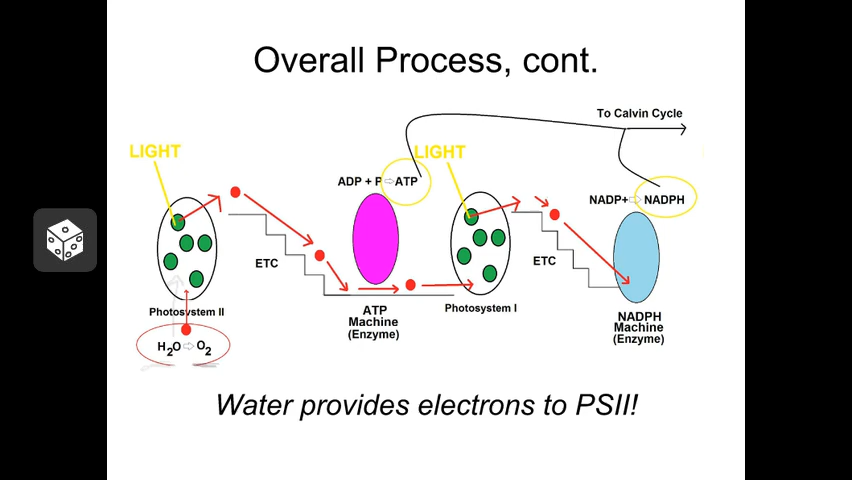 Overall Process, cont.
To Calvin Cycle
LIGHT
LIGHT
ADP + P ⇨ ATP
NADP+ ⇨ NADPH
ETC
ETC
Photosystem II
ATP
Machine
(Enzyme)
Photosystem I
NADPH
Machine
(Enzyme)
H2O ⇨ O2
Water provides electrons to PSII!